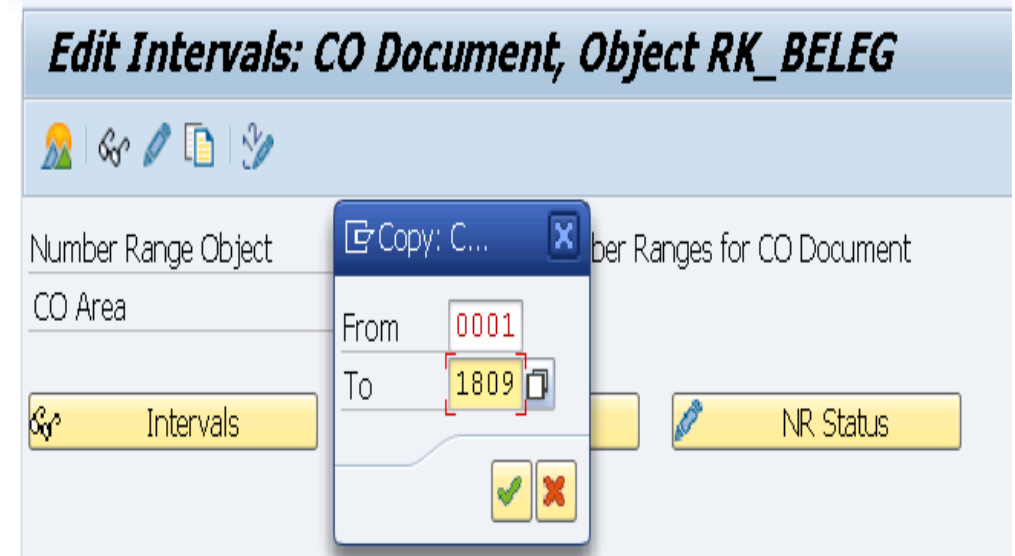 Edit Intervals: CO Document, Object RK_BELEG
Copy: C...
Number Range Object
ber Ranges for CO Document
CO Area
From 0001
To 1809
Intervals
NR Status